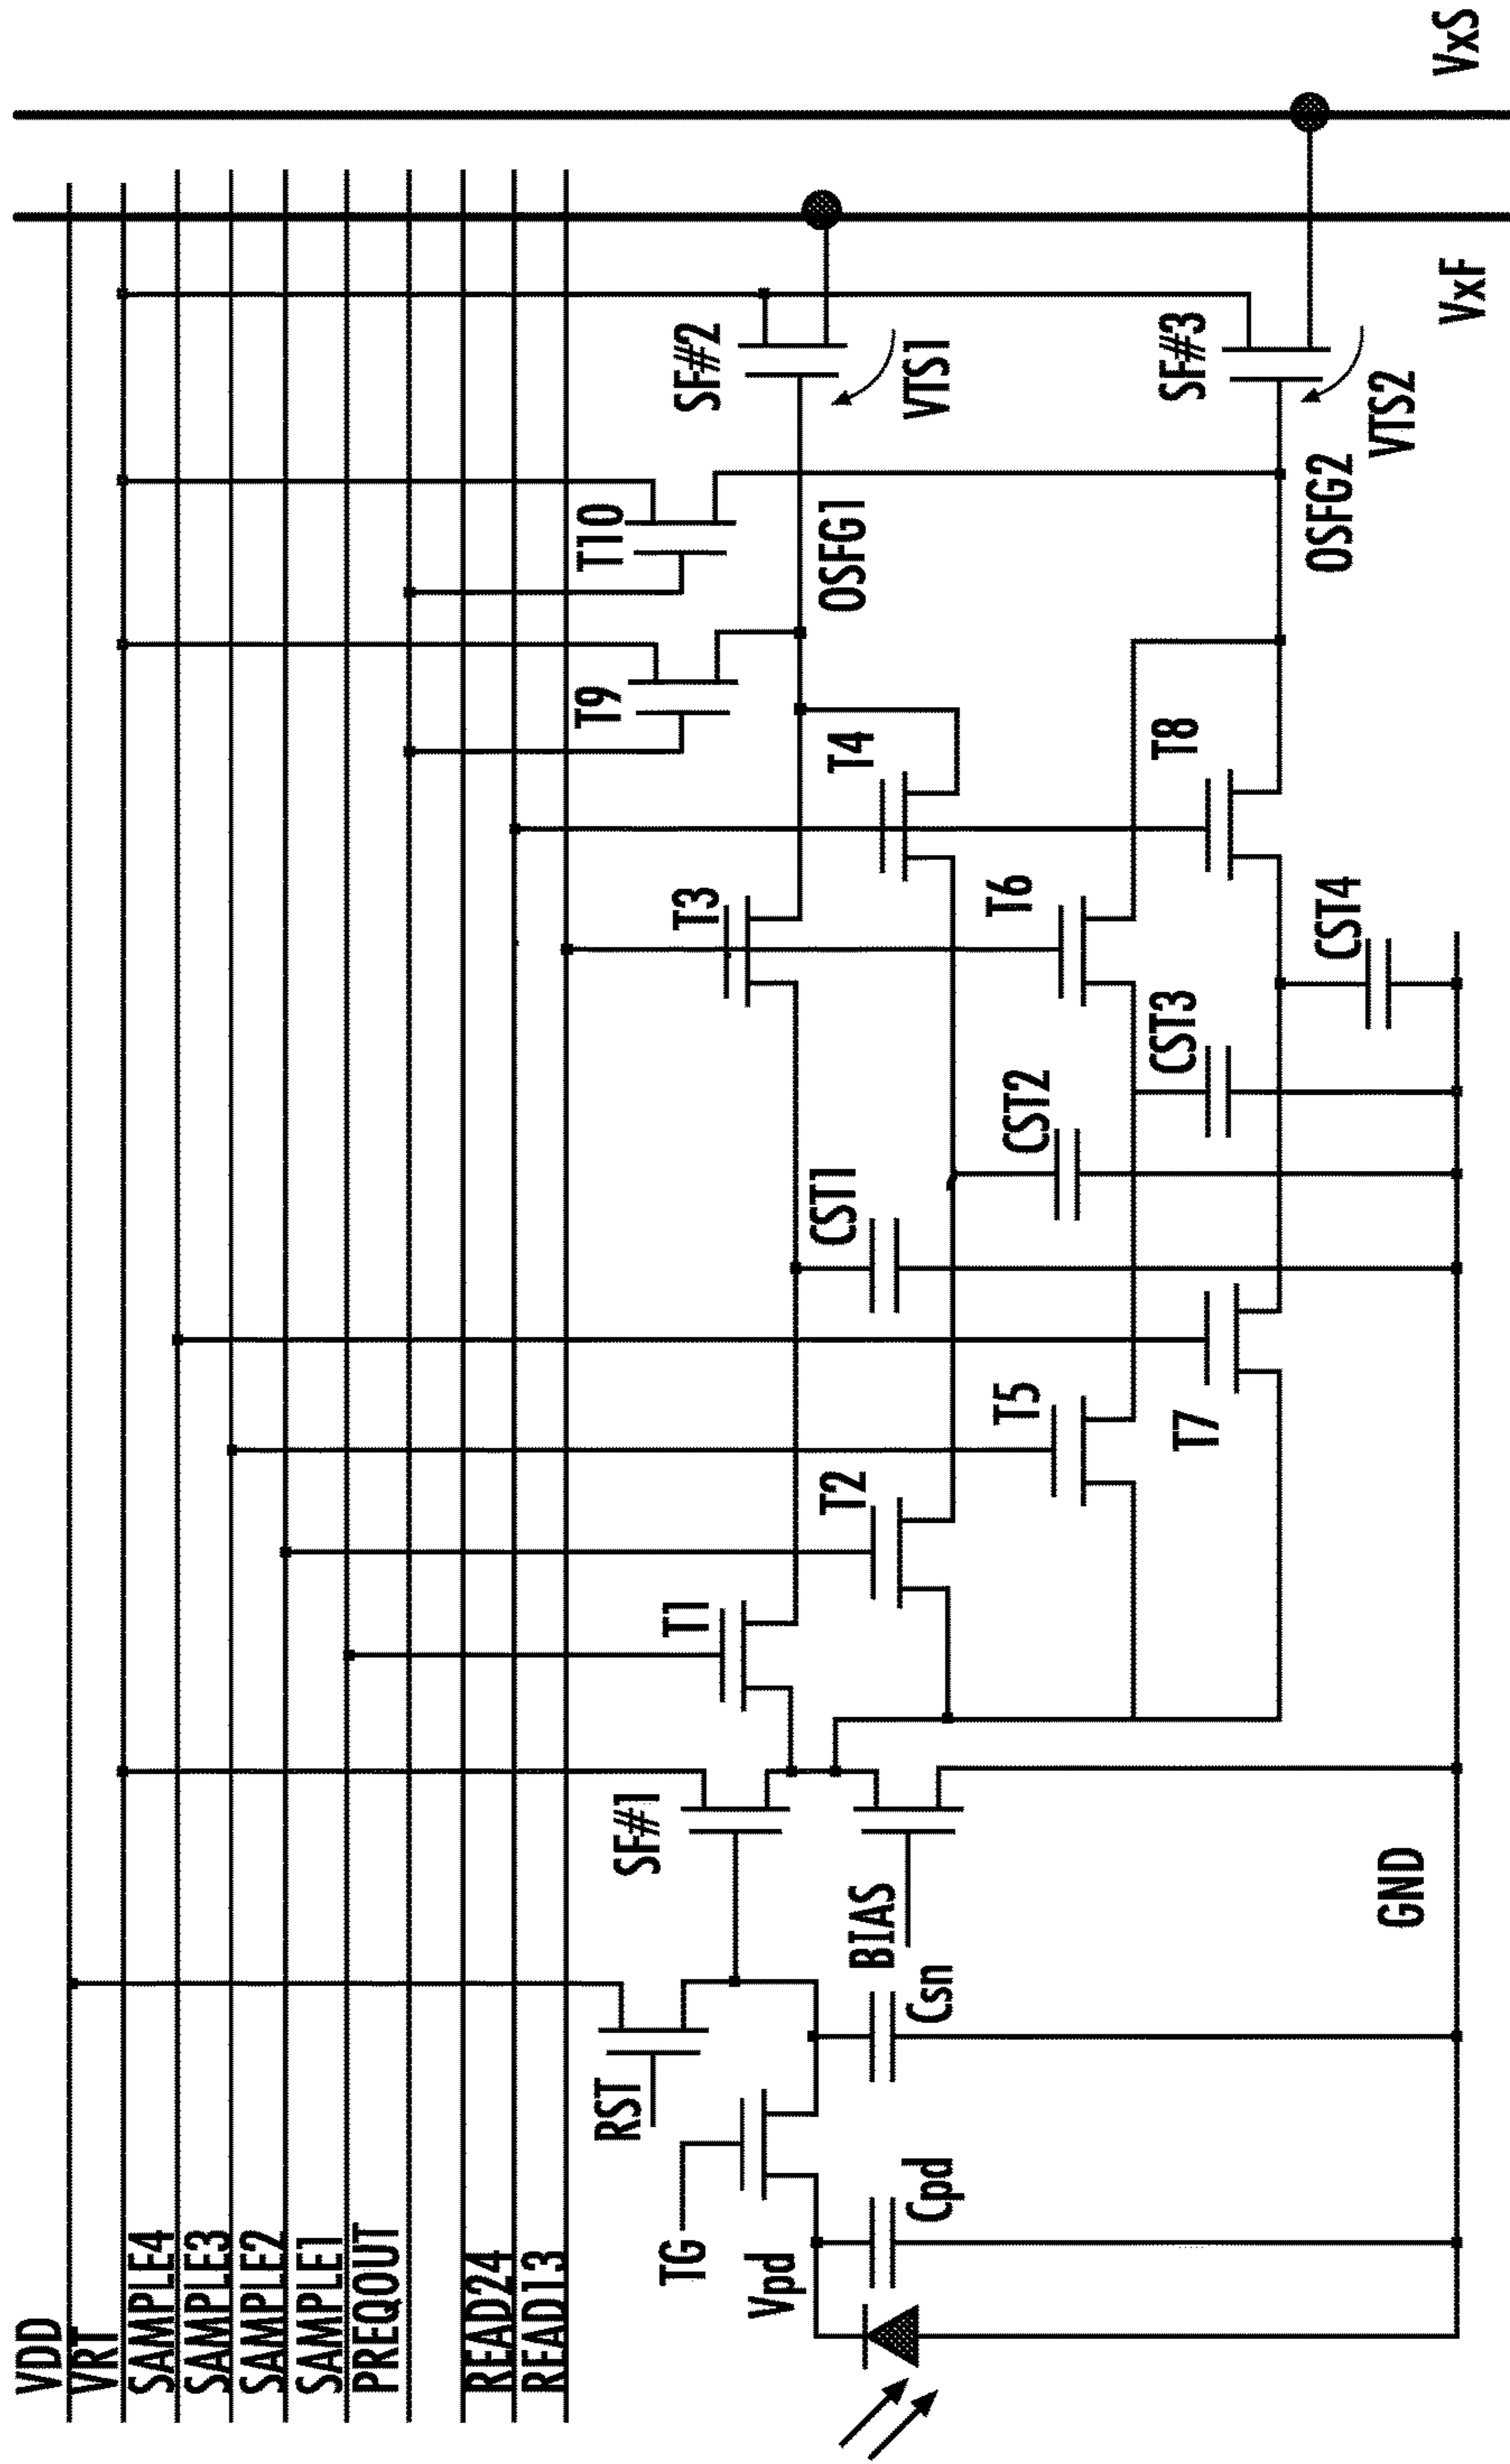 VDD
VRT
SAMPLE4
SAMPLE3
SAMPLE2
SAMPLE1
PREQOUT
READ24
READ13
TG
Vpd
Cpd
RST
Csn
BIAS
SF#1
GND
T1
T2
T5
T7
CST1
CST2
CST3
CST4
T3
T4
T6
T8
T9
T10
OSFG1
OSFG2
SF#2
VTS1
SF#3
VTS2
VxF
VxS